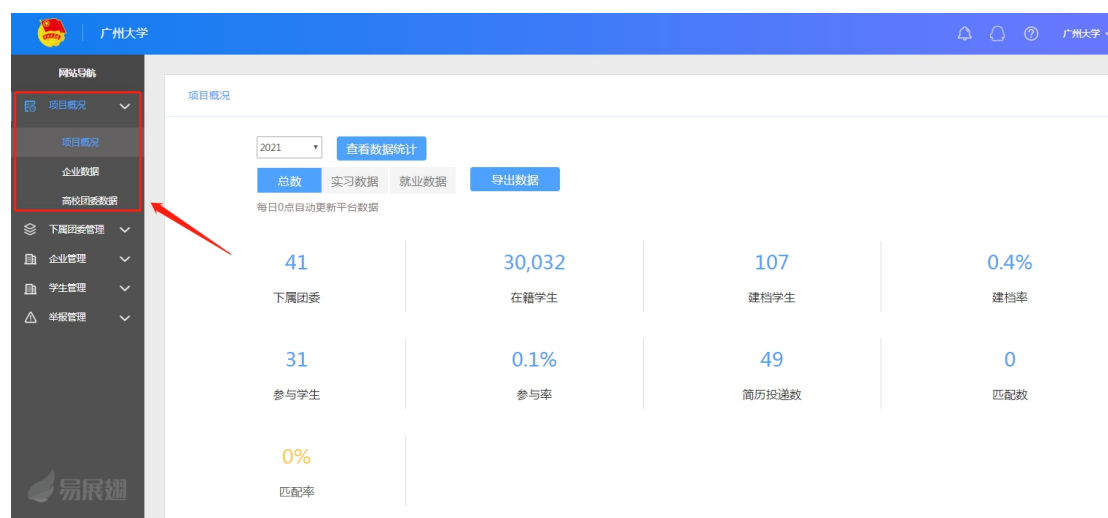 广州大学
广州大学
网站导航
项目概况
项目概况
企业数据
高校团委数据
下属团委管理
企业管理
学生管理
举报管理
易展翅
项目概况
2021 查看数据统计
总数 实习数据 就业数据 导出数据
每日0点自动更新平台数据
41 30,032 107 0.4%
下属团委 在籍学生 建档学生 建档率
31 0.1% 49 0
参与学生 参与率 简历投递数 匹配数
0%
匹配率